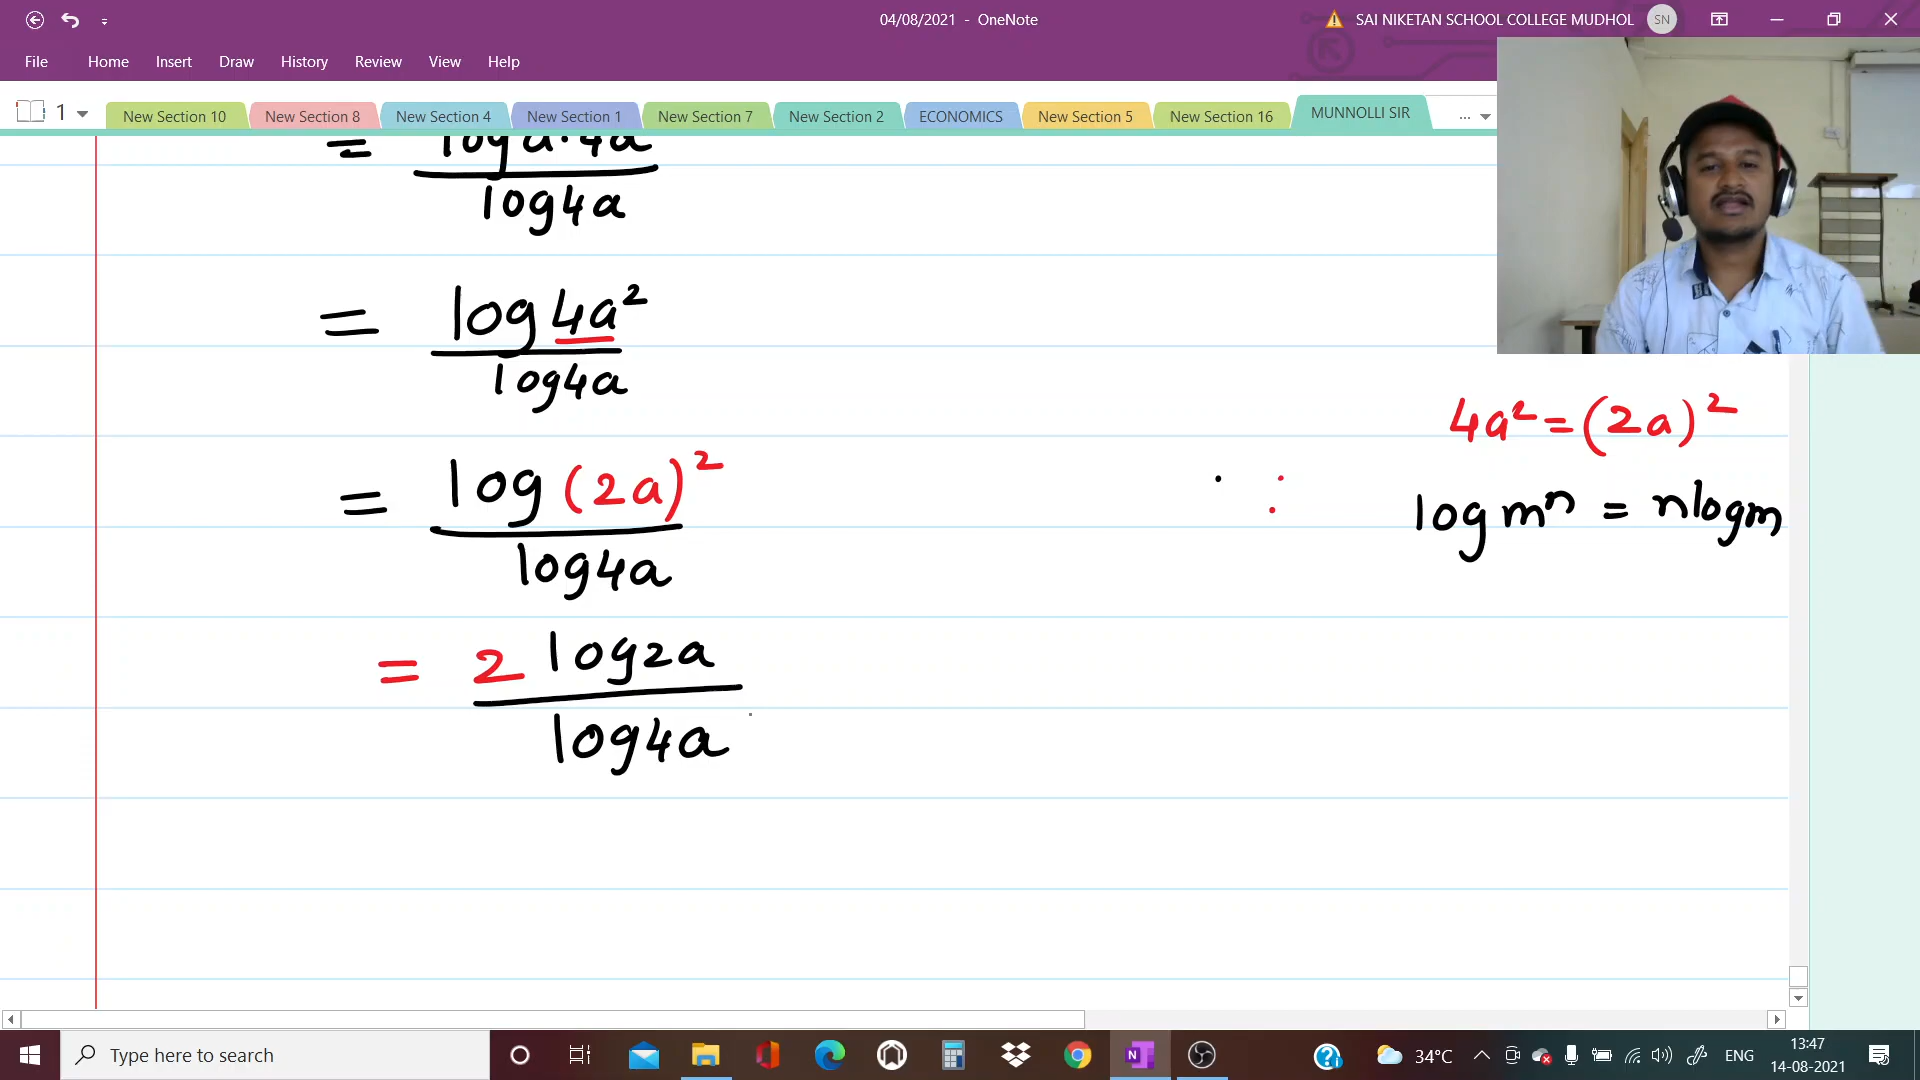 04/08/2021 - OneNote
SAI NIKETAN SCHOOL COLLEGE MUDHOL SN
File Home Insert Draw History Review View Help
1 New Section 10 New Section 8 New Section 4 New Section 1 New Section 7 New Section 2 ECONOMICS New Section 5 New Section 16 MUNNOLLI SIR ...
= log a·4a
log4a
= log 4a²
log4a
4a² = (2a)²
= log (2a)²
log4a
: log mⁿ = n log m
= 2 log2a
log4a
Type here to search
34°C ENG 13:47
14-08-2021